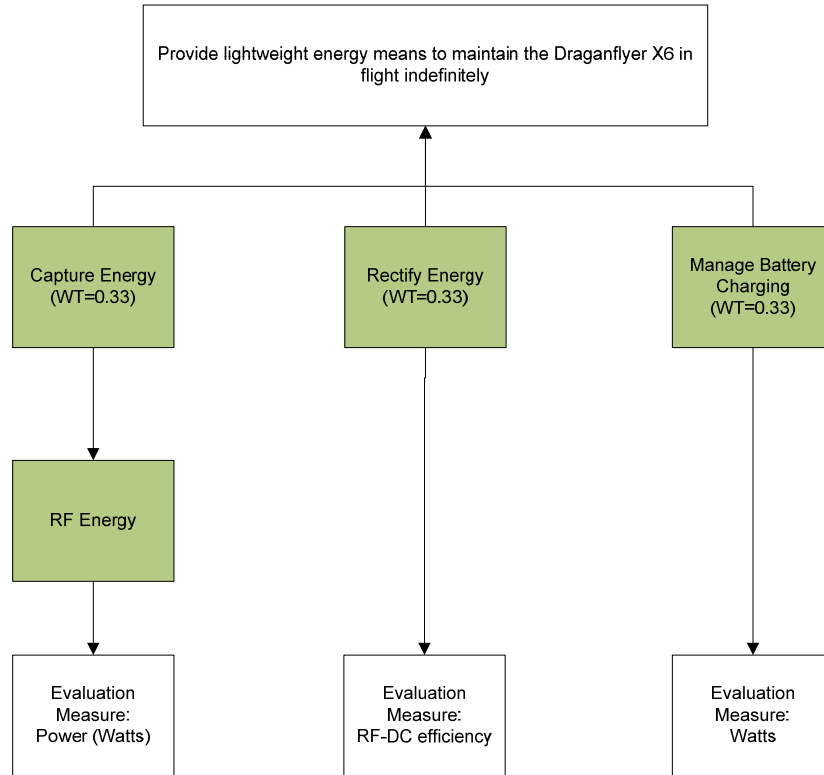 Provide lightweight energy means to maintain the Draganflyer X6 in
flight indefinitely
Capture Energy
(WT=0.33)
Rectify Energy
(WT=0.33)
Manage Battery
Charging
(WT=0.33)
RF Energy
Evaluation
Measure:
Power (Watts)
Evaluation
Measure:
RF-DC efficiency
Evaluation
Measure:
Watts